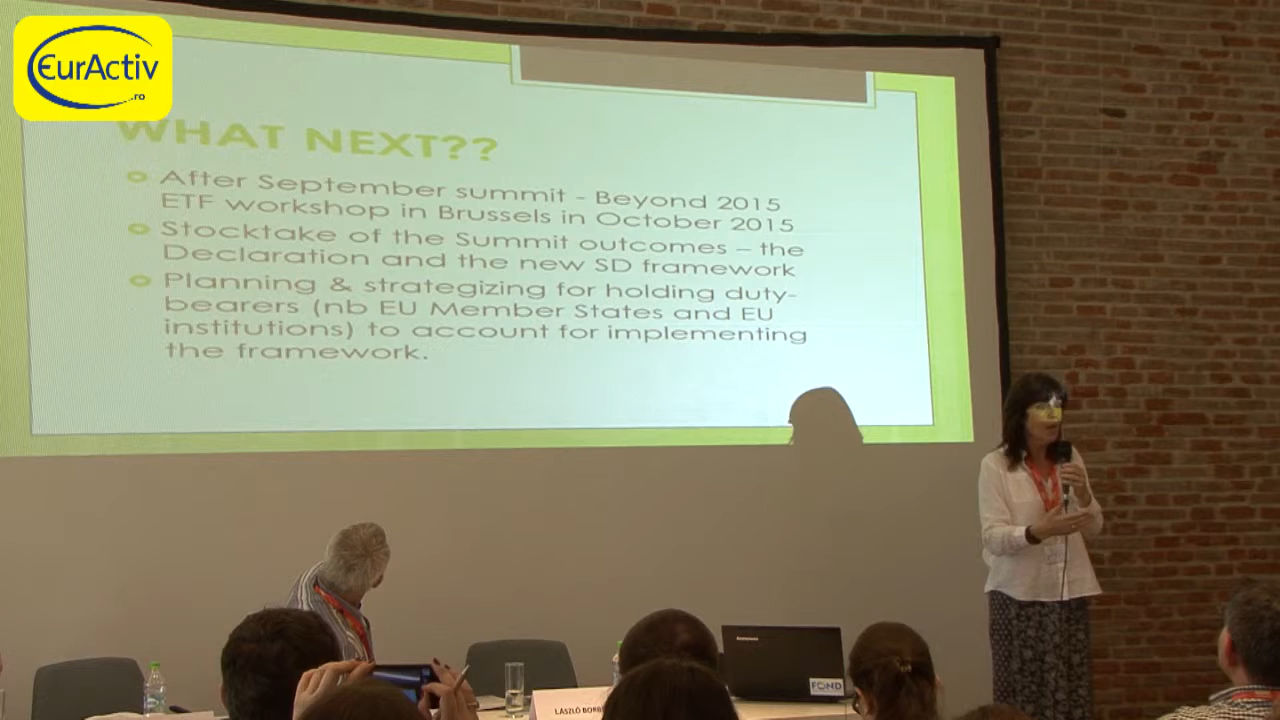 EurActiv
.ro
WHAT NEXT??
After September summit - Beyond 2015
ETF workshop in Brussels in October 2015
Stocktake of the Summit outcomes – the
Declaration and the new SD framework
Planning & strategizing for holding duty-
bearers (nb EU Member States and EU
institutions) to account for implementing
the framework.
lenovo
FOND
LÁSZLÓ